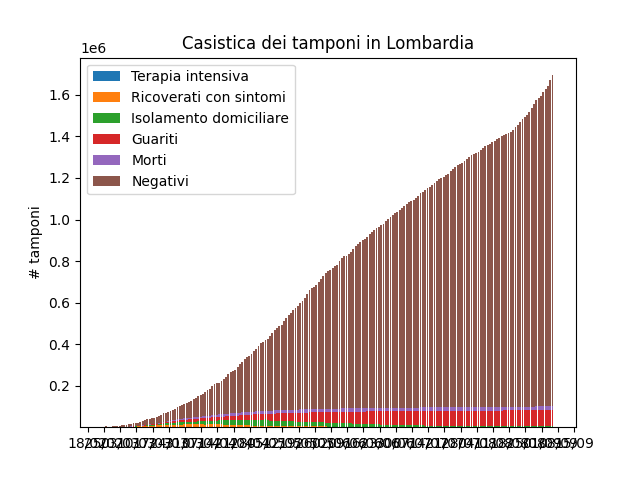 Casistica dei tamponi in Lombardia
1e6
Terapia intensiva
Ricoverati con sintomi
Isolamento domiciliare
Guariti
Morti
Negativi
# tamponi
1.6
1.4
1.2
1.0
0.8
0.6
0.4
0.2